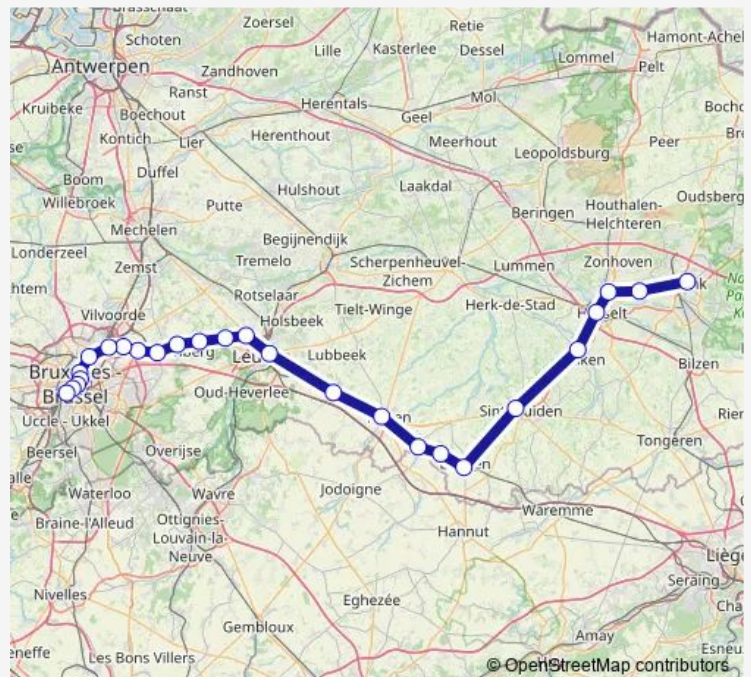 Brasschaat
Zoersel
Retie
Schoten
Lille
Kasterlee
Dessel
Hamont-Achel
Lommel
Antwerpen
Zandhoven
Pelt
Ranst
Mol
Kruibeke
Boechout
Herentals
Geel
Kontich
Lier
Herenthout
Meerhout
Peer
Leopoldsburg
Boom
Duffel
Hulshout
Laakdal
Willebroek
Putte
Beringen
Houthalen-
Helchteren
Mechelen
Begijnendijk
Londerzeel
Zemst
Tremelo
Scherpenheuvel-
Zichem
Lummen
Zonhoven
Rotselaar
Tielt-Winge
Herk-de-Stad
Vilvoorde
Holsbeek
Lubbeek
Bilzen
Oud-Heverlee
Uccle - Ukkel
Beersel
Overijse
Tongeren
Waterloo
Wavre
Jodoigne
Waremme
Braine-l'Alleud
Ottignies-
Louvain-la-
Neuve
Hannut
Seraing
Nivelles
Eghezée
Gembloux
Amay
Les Bons Villers
© OpenStreetMap contributors